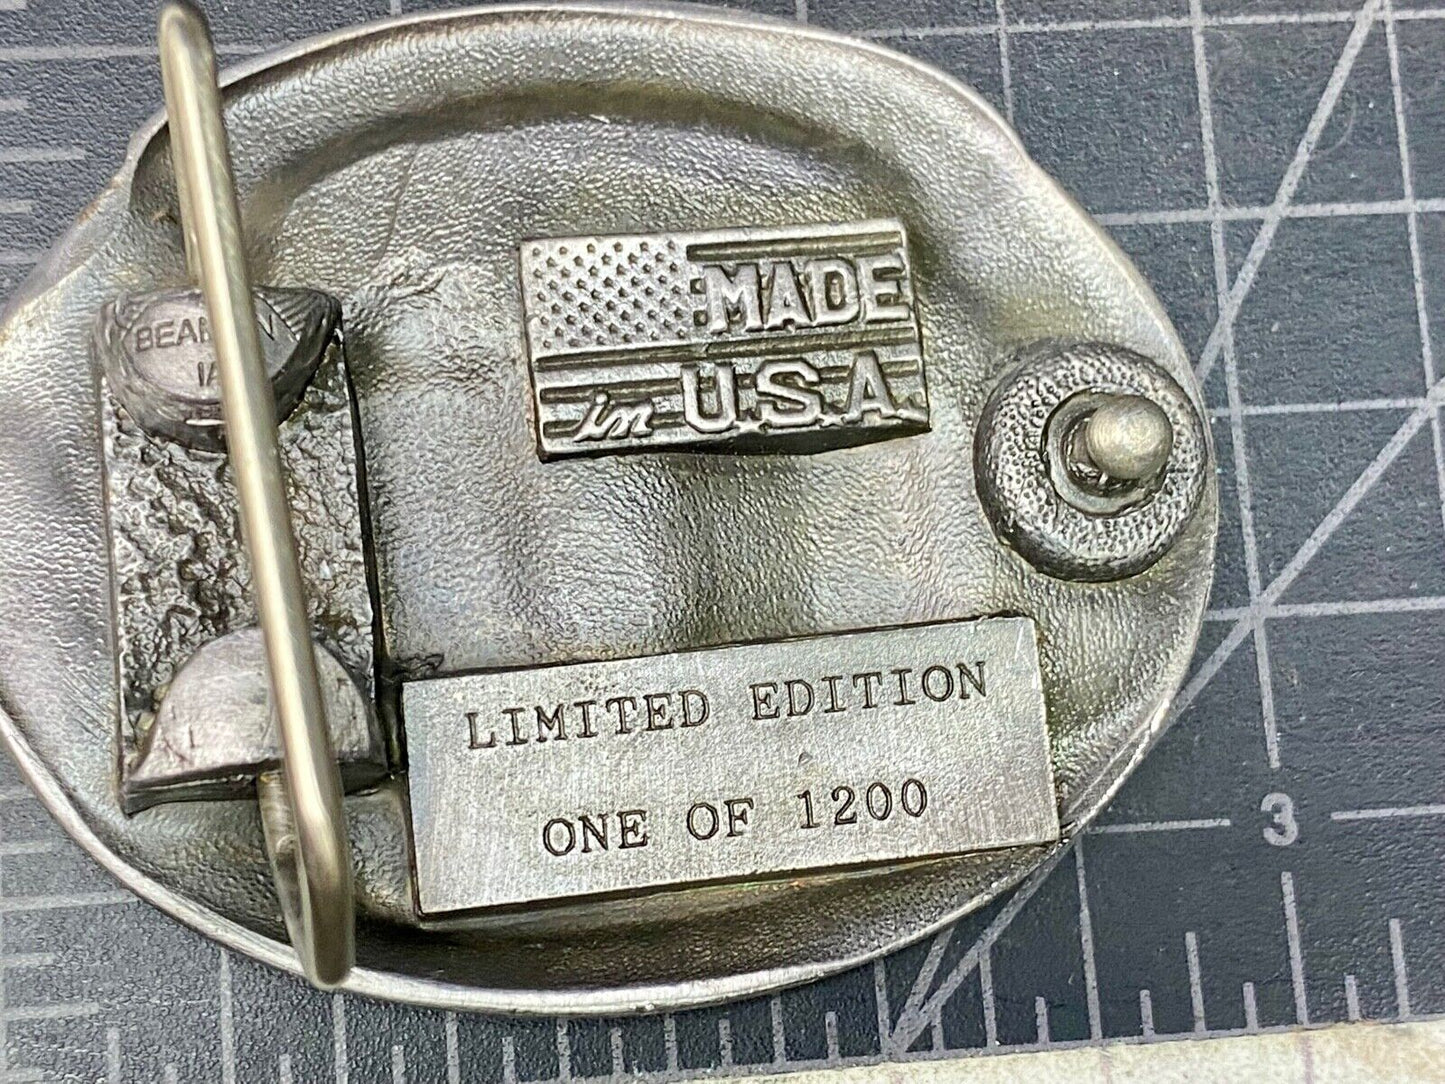 MADE
in U.S.A.
LIMITED EDITION
ONE OF 1200
3